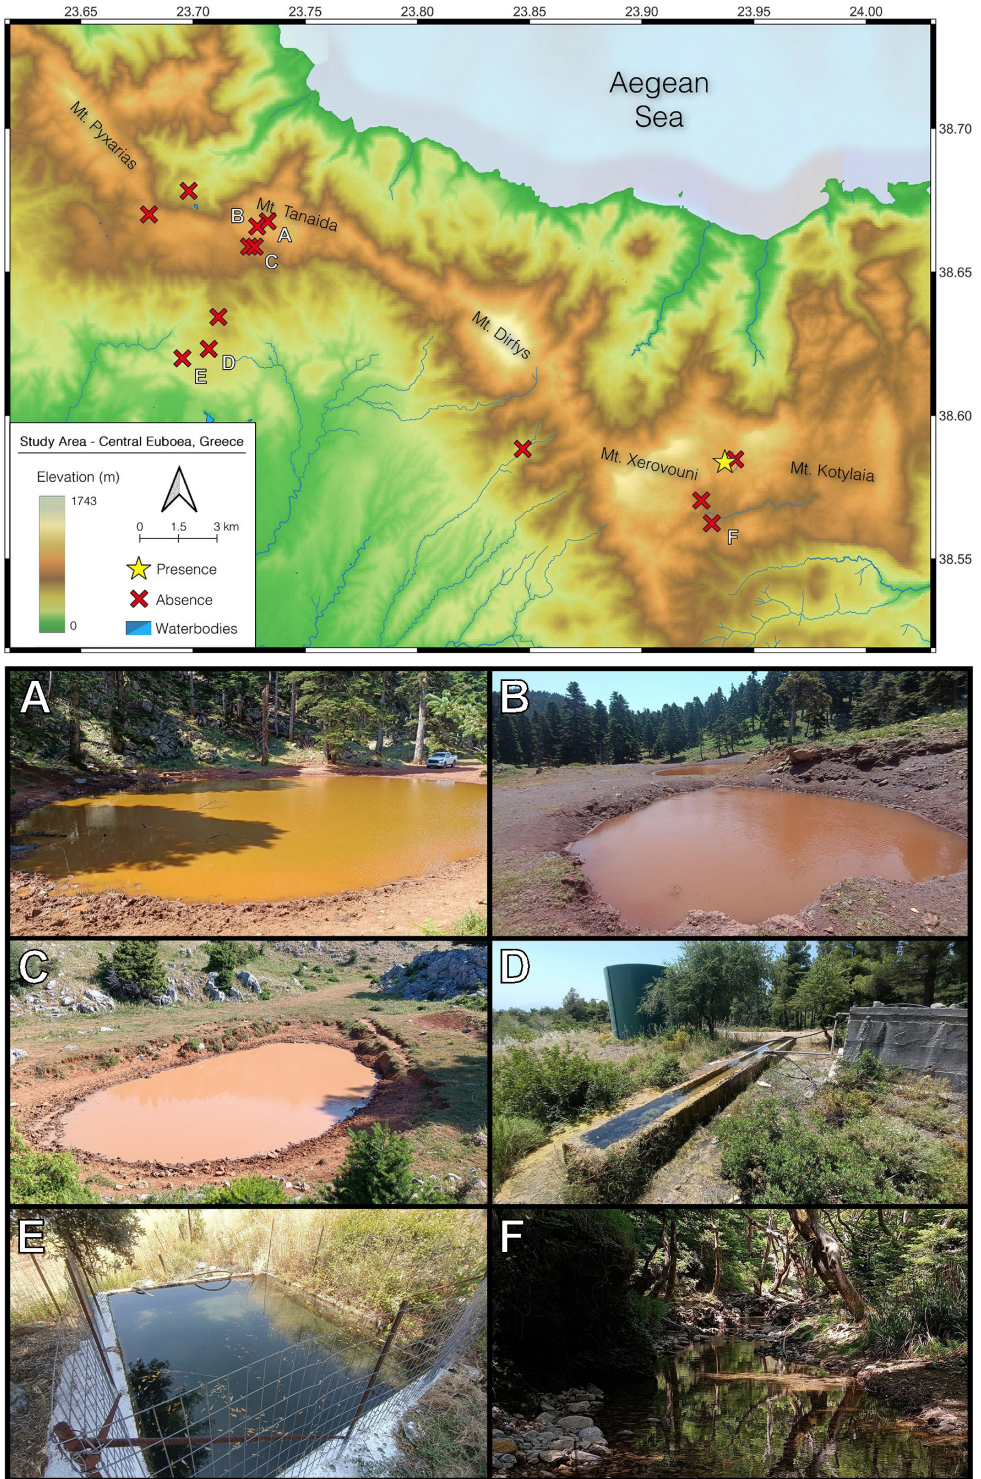 23.65 23.70 23.75 23.80 23.85 23.90 23.95 24.00
Aegean
Sea
38.70
38.65
38.60
38.55
Mt. Pyxarias
Mt. Tanaida
B
A
C
Mt. Dirfys
D
E
Mt. Xerovouni
Mt. Kotylaia
F
Study Area - Central Euboea, Greece
Elevation (m)
1743
0
0 1.5 3 km
Presence
Absence
Waterbodies
A
B
C
D
E
F